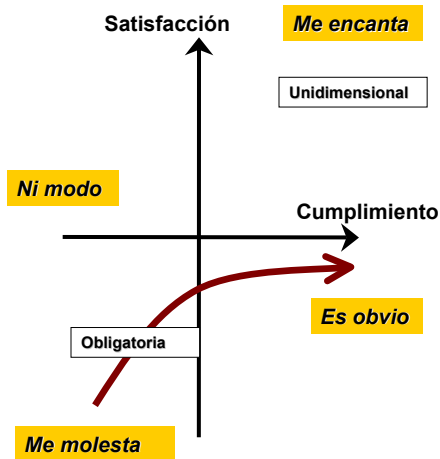 Satisfacción
Me encanta
Unidimensional
Ni modo
Cumplimiento
Es obvio
Obligatoria
Me molesta